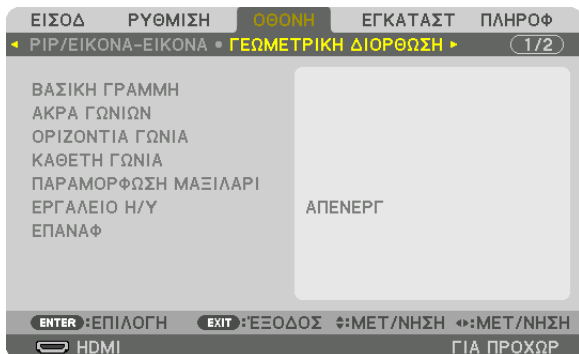 ΕΙΣΟΔ ΡΥΘΜΙΣΗ ΟΘΟΝΗ ΕΓΚΑΤΑΣΤ ΠΛΗΡΟΦ
PIP/ΕΙΚΟΝΑ-ΕΙΚΟΝΑ • ΓΕΩΜΕΤΡΙΚΗ ΔΙΟΡΘΩΣΗ 1/2
ΒΑΣΙΚΗ ΓΡΑΜΜΗ
ΑΚΡΑ ΓΩΝΙΩΝ
ΟΡΙΖΟΝΤΙΑ ΓΩΝΙΑ
ΚΑΘΕΤΗ ΓΩΝΙΑ
ΠΑΡΑΜΟΡΦΩΣΗ ΜΑΞΙΛΑΡΙ
ΕΡΓΑΛΕΙΟ Η/Υ ΑΠΕΝΕΡΓ
ΕΠΑΝΑΦ
ENTER :ΕΠΙΛΟΓΗ EXIT :ΈΞΟΔΟΣ :ΜΕΤ/ΝΗΣΗ :ΜΕΤ/ΝΗΣΗ
HDMI ΓΙΑ ΠΡΟΧΩΡ